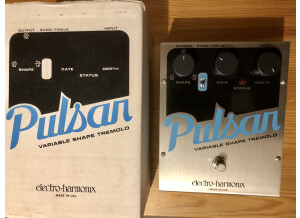 OUTPUT
INPUT
SHAPE
RATE
DEPTH
STATUS
Pulsar
VARIABLE SHAPE TREMOLO
electro-harmonix
MADE IN USA
SHAPE
RATE
DEPTH
STATUS
Pulsar
VARIABLE SHAPE TREMOLO
electro-harmonix